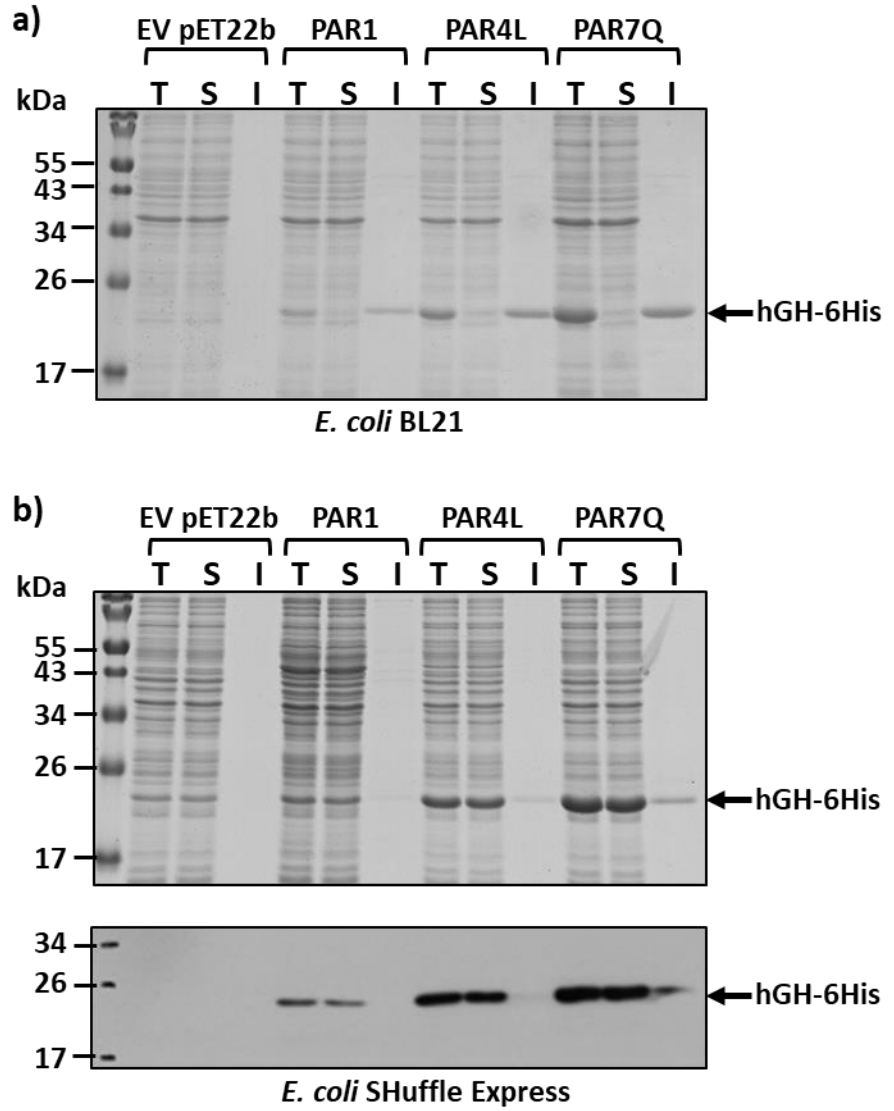 a)
EV pET22b PAR1 PAR4L PAR7Q
kDa T S I T S I T S I T S I
55
43
34
26
hGH-6His
17
E. coli BL21
b)
EV pET22b PAR1 PAR4L PAR7Q
kDa T S I T S I T S I T S I
55
43
34
26
hGH-6His
17
34
26
hGH-6His
17
E. coli SHuffle Express